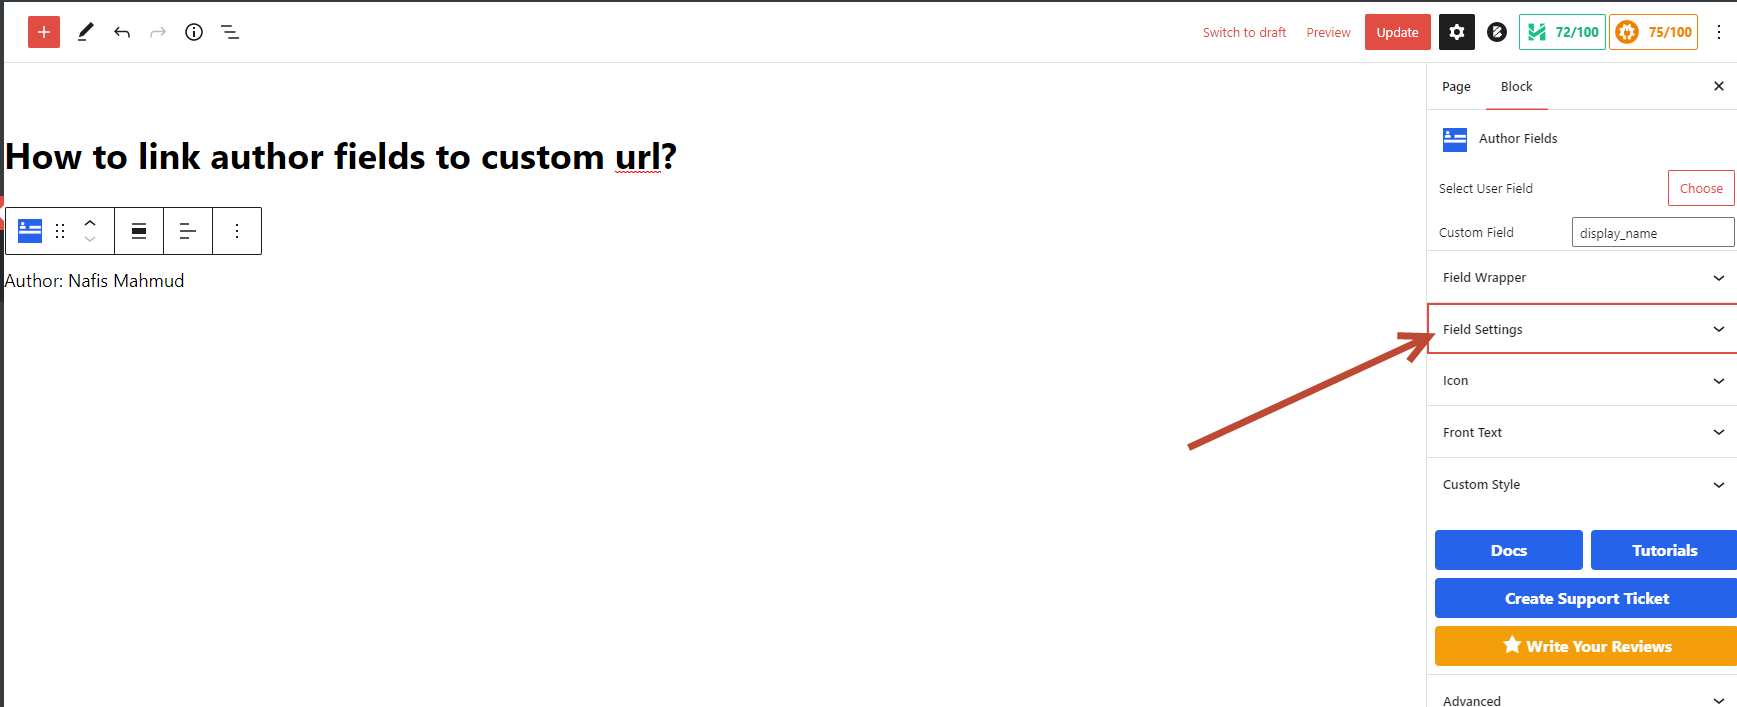 Switch to draft Preview Update 72/100 75/100
Page Block
How to link author fields to custom url?
Author: Nafis Mahmud
Author Fields
Select User Field Choose
Custom Field display_name
Field Wrapper
Field Settings
Icon
Front Text
Custom Style
Docs Tutorials
Create Support Ticket
Write Your Reviews
Advanced